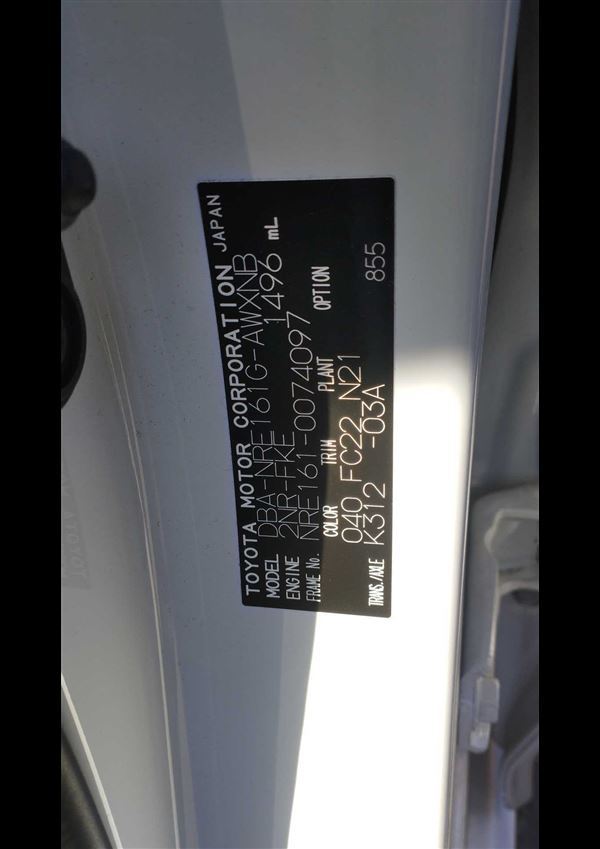 TOYOTA MOTOR CORPORATION JAPAN
MODEL DBA-NRE161G-AWXNB
ENGINE 2NR-FKE 1496 mL
FRAME No. NRE161-0074097
COLOR TRIM PLANT OPTION
040 FC22 N21
TRANS./AXLE K312 -03A 855